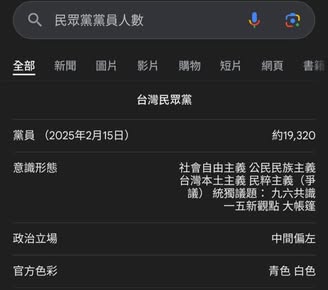 民眾黨黨員人數
全部 新聞 圖片 影片 購物 短片 網頁 書籍
台灣民眾黨
黨員 （2025年2月15日） 約19,320
意識形態 社會自由主義 公民民族主義
台灣本土主義 民粹主義（爭
議） 統獨議題： 九六共識
一五新觀點 大帳篷
政治立場 中間偏左
官方色彩 青色 白色